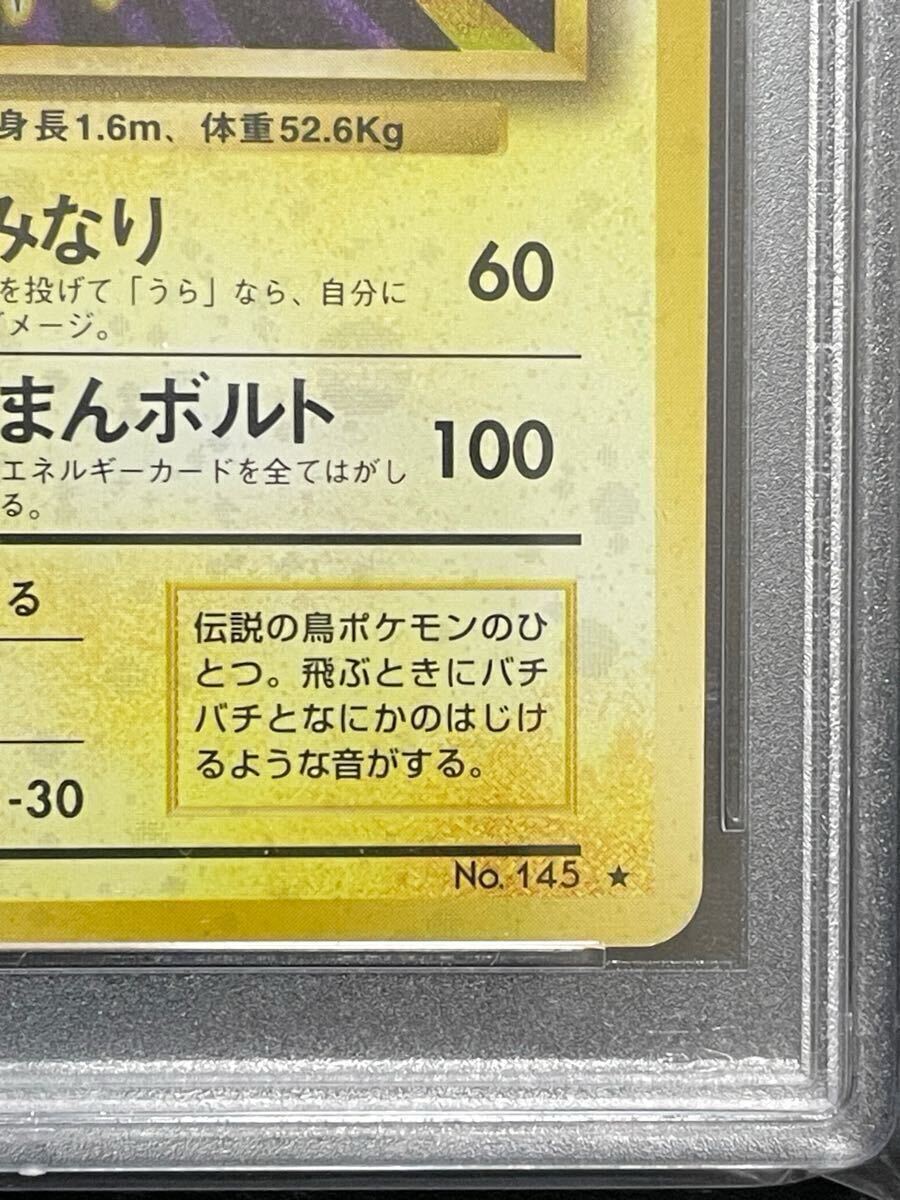 身長1.6m、体重52.6Kg
みなり
60
を投げて「うら」なら、自分に
ダメージ。
まんボルト
100
エネルギーカードを全てはがし
る。
る
伝説の鳥ポケモンのひ
とつ。飛ぶときにバチ
バチとなにかのはじけ
るような音がする。
-30
No. 145 ★